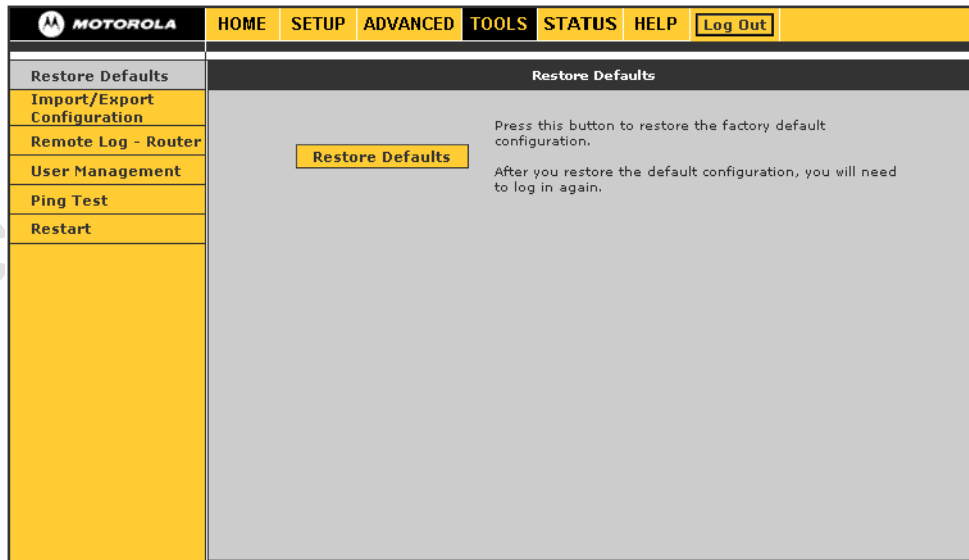 MOTOROLA
HOME SETUP ADVANCED TOOLS STATUS HELP Log Out
Restore Defaults
Import/Export
Configuration
Remote Log - Router
User Management
Ping Test
Restart
Restore Defaults
Restore Defaults
Press this button to restore the factory default
configuration.
After you restore the default configuration, you will need
to log in again.